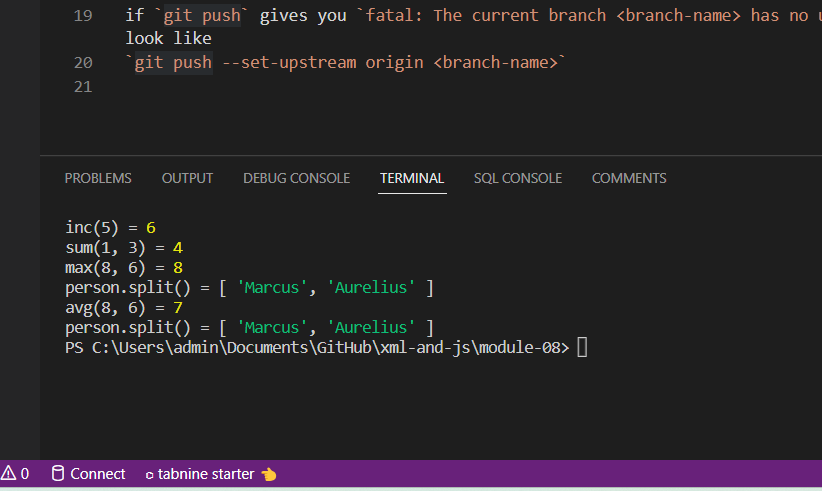 19 if `git push` gives you `fatal: The current branch <branch-name> has no
look like
20 `git push --set-upstream origin <branch-name>`
21
PROBLEMS OUTPUT DEBUG CONSOLE TERMINAL SQL CONSOLE COMMENTS
inc(5) = 6
sum(1, 3) = 4
max(8, 6) = 8
person.split() = [ 'Marcus', 'Aurelius' ]
avg(8, 6) = 7
person.split() = [ 'Marcus', 'Aurelius' ]
PS C:\Users\admin\Documents\GitHub\xml-and-js\module-08>
0 Connect tabnine starter